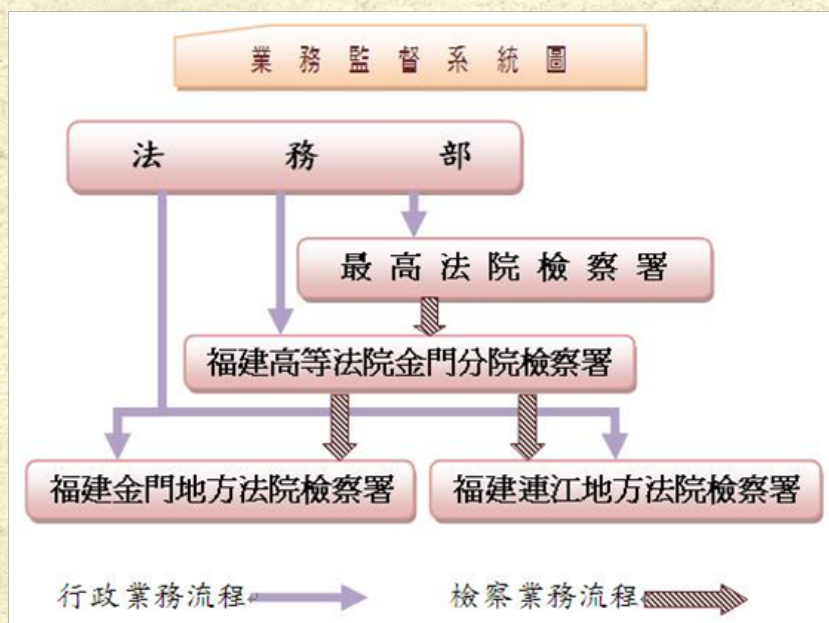 業務監督系統圖
法務部
最高法院檢察署
福建高等法院金門分院檢察署
福建金門地方法院檢察署
福建連江地方法院檢察署
行政業務流程
檢察業務流程